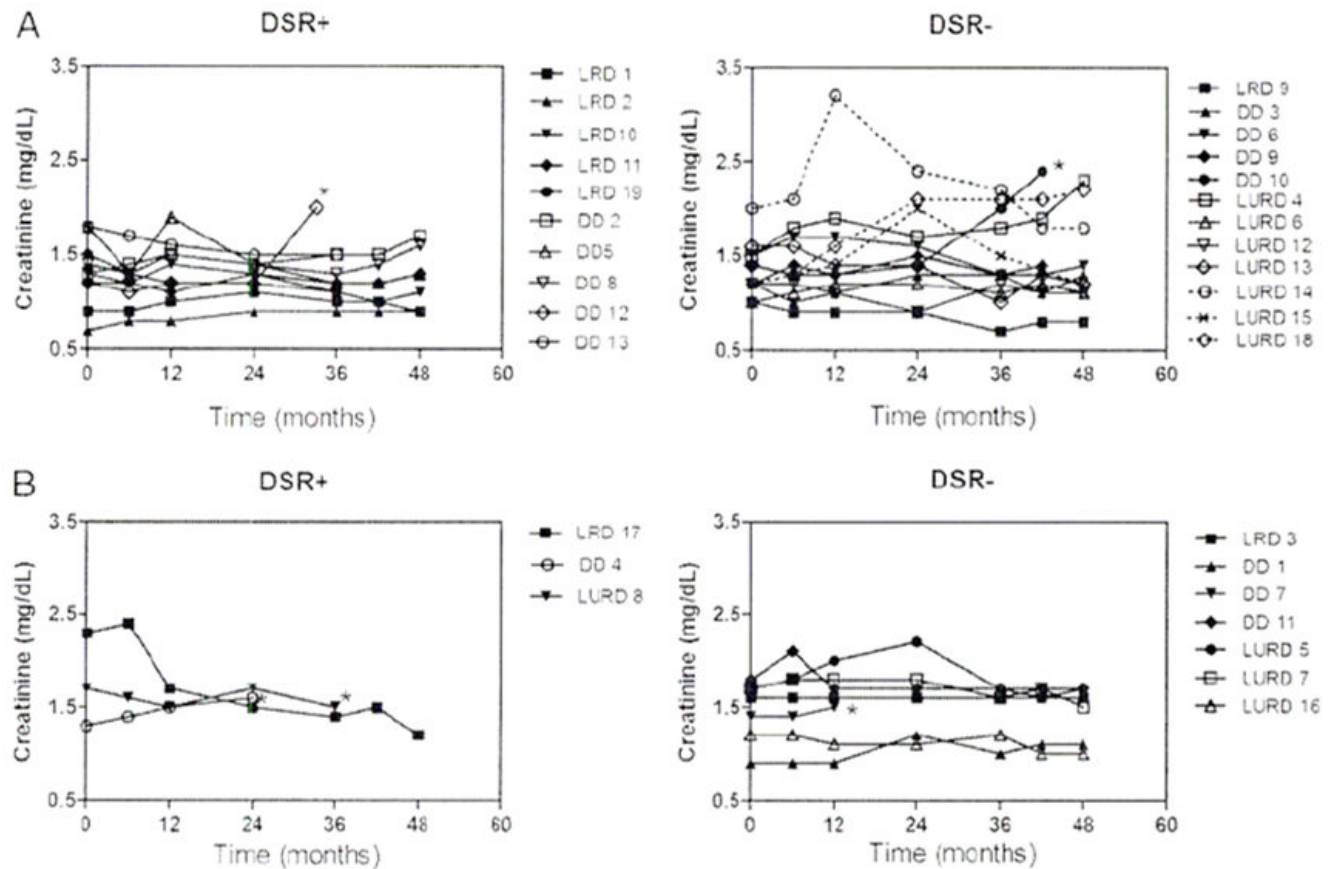 A
DSR+
DSR-
Creatinine (mg/dL)
3.5
2.5
1.5
0.5
0 12 24 36 48 60
Time (months)
*
LRD 1
LRD 2
LRD10
LRD 11
LRD 19
DD 2
DD5
DD 8
DD 12
DD 13
Creatinine (mg/dL)
3.5
2.5
1.5
0.5
0 12 24 36 48 60
Time (months)
*
LRD 9
DD 3
DD 6
DD 9
DD 10
LURD 4
LURD 6
LURD 12
LURD 13
LURD 14
LURD 15
LURD 18
B
DSR+
DSR-
Creatinine (mg/dL)
3.5
2.5
1.5
0.5
0 12 24 36 48 60
Time (months)
*
*
LRD 17
DD 4
LURD 8
Creatinine (mg/dL)
3.5
2.5
1.5
0.5
0 12 24 36 48 60
Time (months)
*
LRD 3
DD 1
DD 7
DD 11
LURD 5
LURD 7
LURD 16